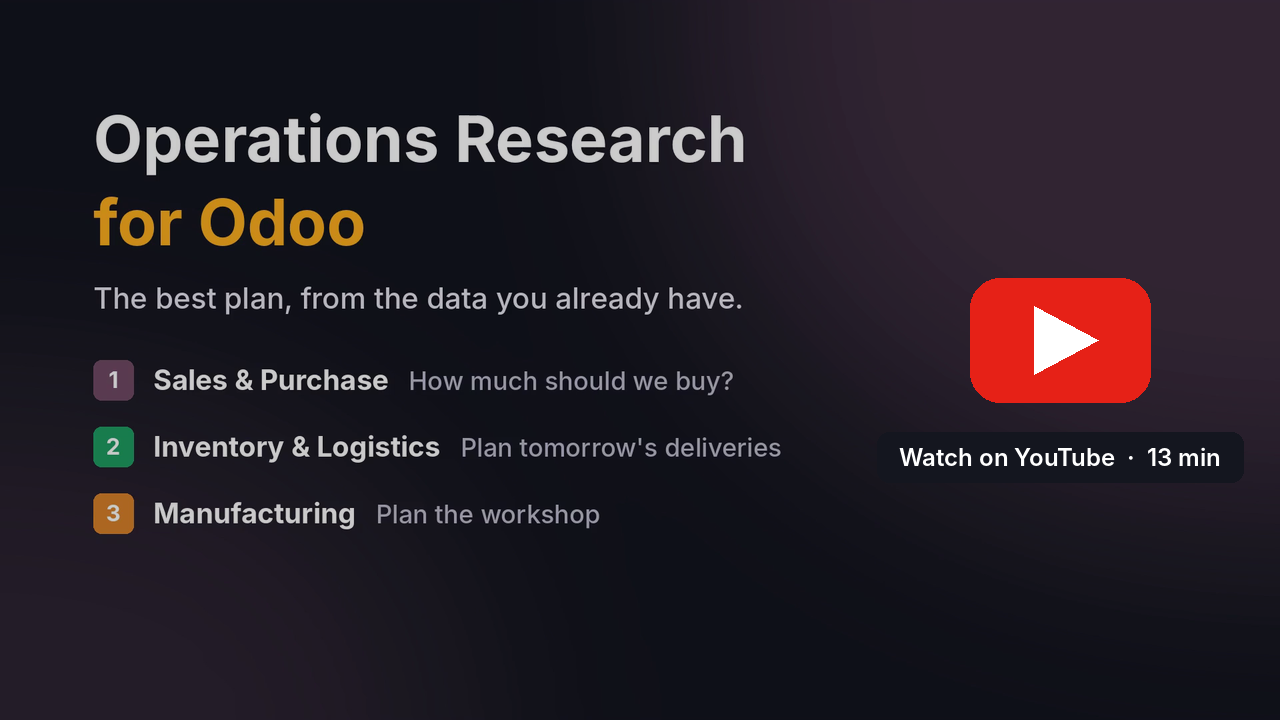 Operations Research
for Odoo
The best plan, from the data you already have.
1 Sales & Purchase How much should we buy?
2 Inventory & Logistics Plan tomorrow's deliveries
3 Manufacturing Plan the workshop
Watch on YouTube · 13 min